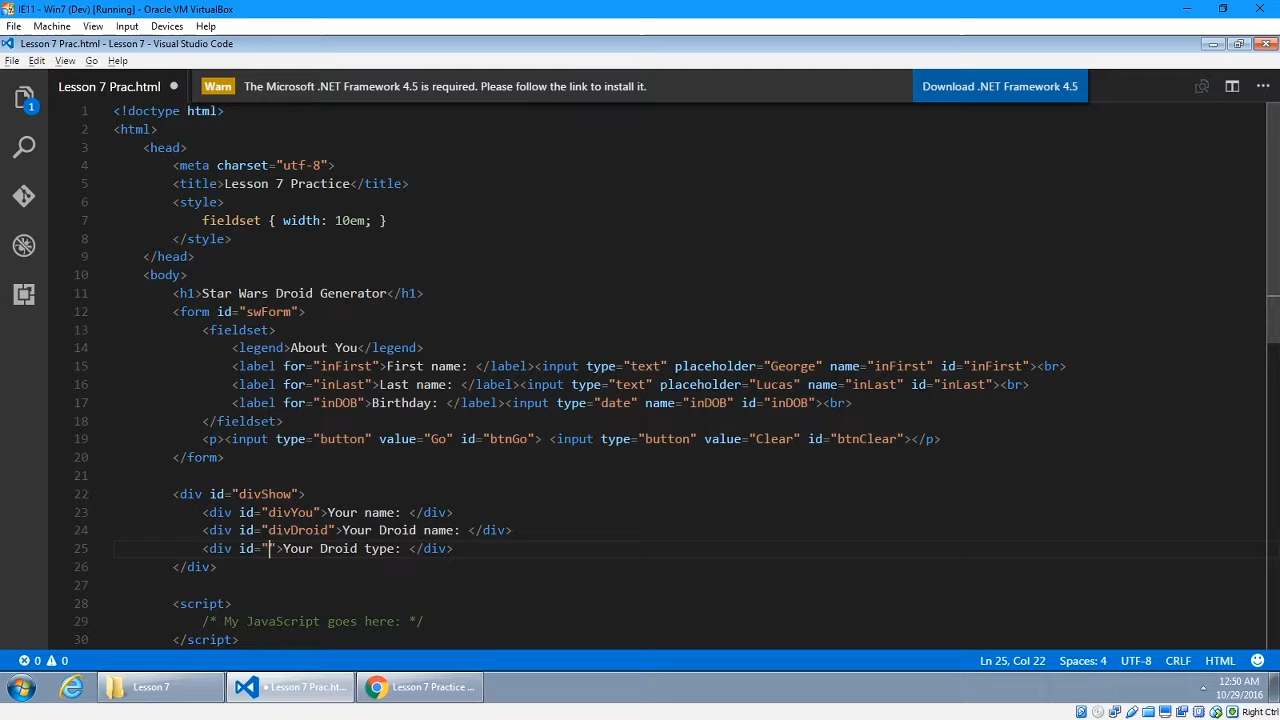 IE11 - Win7 (Dev) [Running] - Oracle VM VirtualBox
File Machine View Input Devices Help
Lesson 7 Prac.html - Lesson 7 - Visual Studio Code
File Edit View Go Help
Lesson 7 Prac.html Warn The Microsoft .NET Framework 4.5 is required. Please follow the link to install it. Download .NET Framework 4.5
1
1 <!doctype html>
2 <html>
3 <head>
4 <meta charset="utf-8">
5 <title>Lesson 7 Practice</title>
6 <style>
7 fieldset { width: 10em; }
8 </style>
9 </head>
10 <body>
11 <h1>Star Wars Droid Generator</h1>
12 <form id="swForm">
13 <fieldset>
14 <legend>About You</legend>
15 <label for="inFirst">First name: </label><input type="text" placeholder="George" name="inFirst" id="inFirst"><br>
16 <label for="inLast">Last name: </label><input type="text" placeholder="Lucas" name="inLast" id="inLast"><br>
17 <label for="inDOB">Birthday: </label><input type="date" name="inDOB" id="inDOB"><br>
18 </fieldset>
19 <p><input type="button" value="Go" id="btnGo"> <input type="button" value="Clear" id="btnClear"></p>
20 </form>
21
22 <div id="divShow">
23 <div id="divYou">Your name: </div>
24 <div id="divDroid">Your Droid name: </div>
25 <div id="">Your Droid type: </div>
26 </div>
27
28 <script>
29 /* My JavaScript goes here: */
30 </script>
0 0 Ln 25, Col 22 Spaces: 4 UTF-8 CRLF HTML
Lesson 7 Lesson 7 Prac.ht... Lesson 7 Practice ... 12:50 AM
10/29/2016
Right Ctrl